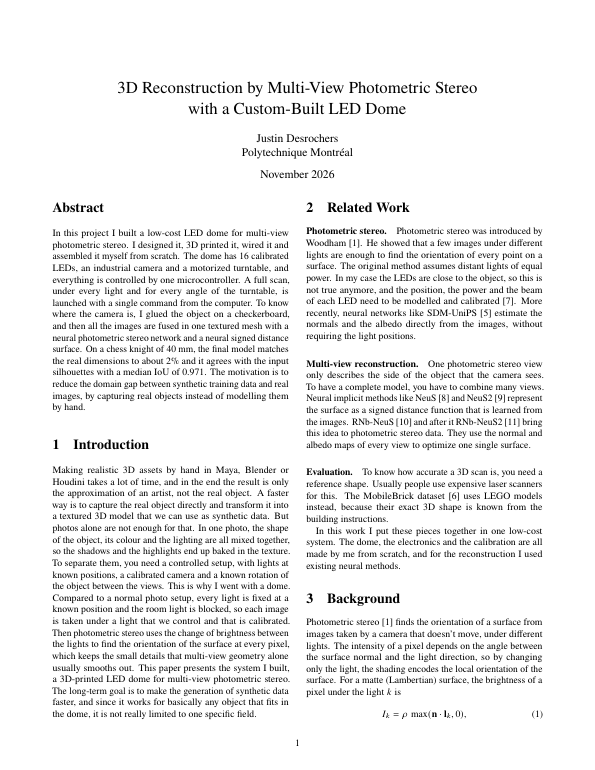 3D Reconstruction by Multi-View Photometric Stereo
with a Custom-Built LED Dome
Justin Desrochers
Polytechnique Montréal
November 2026
Abstract
In this project I built a low-cost LED dome for multi-view
photometric stereo. I designed it, 3D printed it, wired it and
assembled it myself from scratch. The dome has 16 calibrated
LEDs, an industrial camera and a motorized turntable, and
everything is controlled by one microcontroller. A full scan,
under every light and for every angle of the turntable, is
launched with a single command from the computer. To know
where the camera is, I glued the object on a checkerboard,
and then all the images are fused in one textured mesh with a
neural photometric stereo network and a neural signed distance
surface. On a chess knight of 40 mm, the final model matches
the real dimensions to about 2% and it agrees with the input
silhouettes with a median IoU of 0.971. The motivation is to
reduce the domain gap between synthetic training data and real
images, by capturing real objects instead of modelling them
by hand.
1 Introduction
Making realistic 3D assets by hand in Maya, Blender or
Houdini takes a lot of time, and in the end the result is only
the approximation of an artist, not the real object. A faster
way is to capture the real object directly and transform it into
a textured 3D model that we can use as synthetic data. But
photos alone are not enough for that. In one photo, the shape
of the object, its colour and the lighting are all mixed together,
so the shadows and the highlights end up baked in the texture.
To separate them, you need a controlled setup, with lights at
known positions, a calibrated camera and a known rotation of
the object between the views. This is why I went with a dome.
Compared to a normal photo setup, every light is fixed at a
known position and the room light is blocked, so each image
is taken under a light that we control and that is calibrated.
Then photometric stereo uses the change of brightness between
the lights to find the orientation of the surface at every pixel,
which keeps the small details that multi-view geometry alone
usually smooths out. This paper presents the system I built,
a 3D-printed LED dome for multi-view photometric stereo.
The long-term goal is to make the generation of synthetic data
faster, and since it works for basically any object that fits in
the dome, it is not really limited to one specific field.
2 Related Work
Photometric stereo. Photometric stereo was introduced by
Woodham [1]. He showed that a few images under different
lights are enough to find the orientation of every point on a
surface. The original method assumes distant lights of equal
power. In my case the LEDs are close to the object, so this is
not true anymore, and the position, the power and the beam
of each LED need to be modelled and calibrated [7]. More
recently, neural networks like SDM-UniPS [5] estimate the
normals and the albedo directly from the images, without
requiring the light positions.
Multi-view reconstruction. One photometric stereo view
only describes the side of the object that the camera sees.
To have a complete model, you have to combine many views.
Neural implicit methods like NeuS [8] and NeuS2 [9] represent
the surface as a signed distance function that is learned from
the images. RNb-NeuS [10] and after it RNb-NeuS2 [11] bring
this idea to photometric stereo data. They use the normal and
albedo maps of every view to optimize one single surface.
Evaluation. To know how accurate a 3D scan is, you need a
reference shape. Usually people use expensive laser scanners
for this. The MobileBrick dataset [6] uses LEGO models
instead, because their exact 3D shape is known from the
building instructions.
In this work I put these pieces together in one low-cost
system. The dome, the electronics and the calibration are all
made by me from scratch, and for the reconstruction I used
existing neural methods.
3 Background
Photometric stereo [1] finds the orientation of a surface from
images taken by a camera that doesn't move, under different
lights. The intensity of a pixel depends on the angle between
the surface normal and the light direction, so by changing
only the light, the shading encodes the local orientation of the
surface. For a matte (Lambertian) surface, the brightness of a
pixel under the light k is
I_k = ρ max(n · l_k, 0), (1)
1